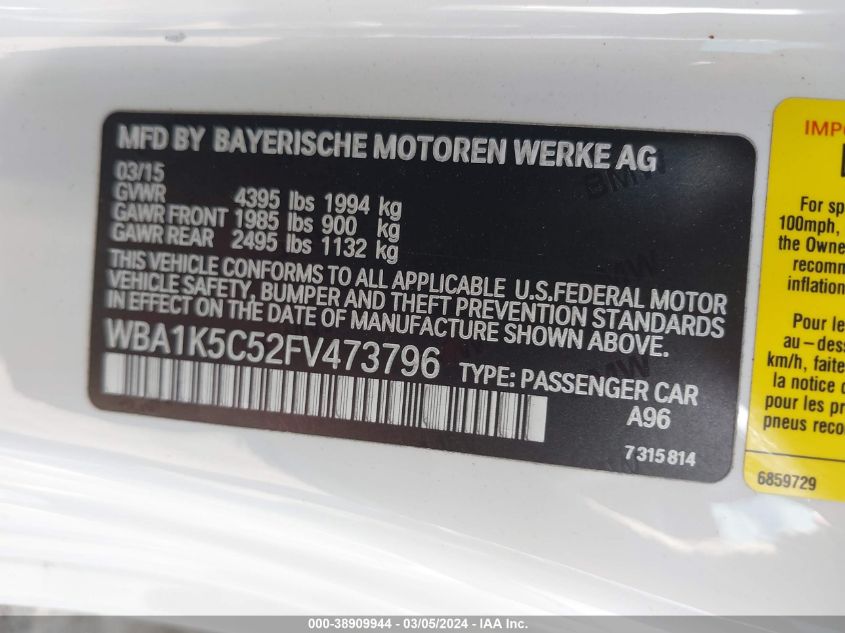 MFD BY BAYERISCHE MOTOREN WERKE AG
03/15
GVWR 4395 lbs 1994 kg
GAWR FRONT 1985 lbs 900 kg
GAWR REAR 2495 lbs 1132 kg
THIS VEHICLE CONFORMS TO ALL APPLICABLE U.S.FEDERAL MOTOR
VEHICLE SAFETY, BUMPER AND THEFT PREVENTION STANDARDS
IN EFFECT ON THE DATE OF MANUFACTURE SHOWN ABOVE.
WBA1K5C52FV473796 TYPE: PASSENGER CAR
A96
7 315 814
For sp
100mph,
the Owne
recomm
inflation
Pour le
au-dess
km/h, faite
la notice d
pour les pr
pneus reco
6859729
000-38909944 - 03/05/2024 - IAA Inc.